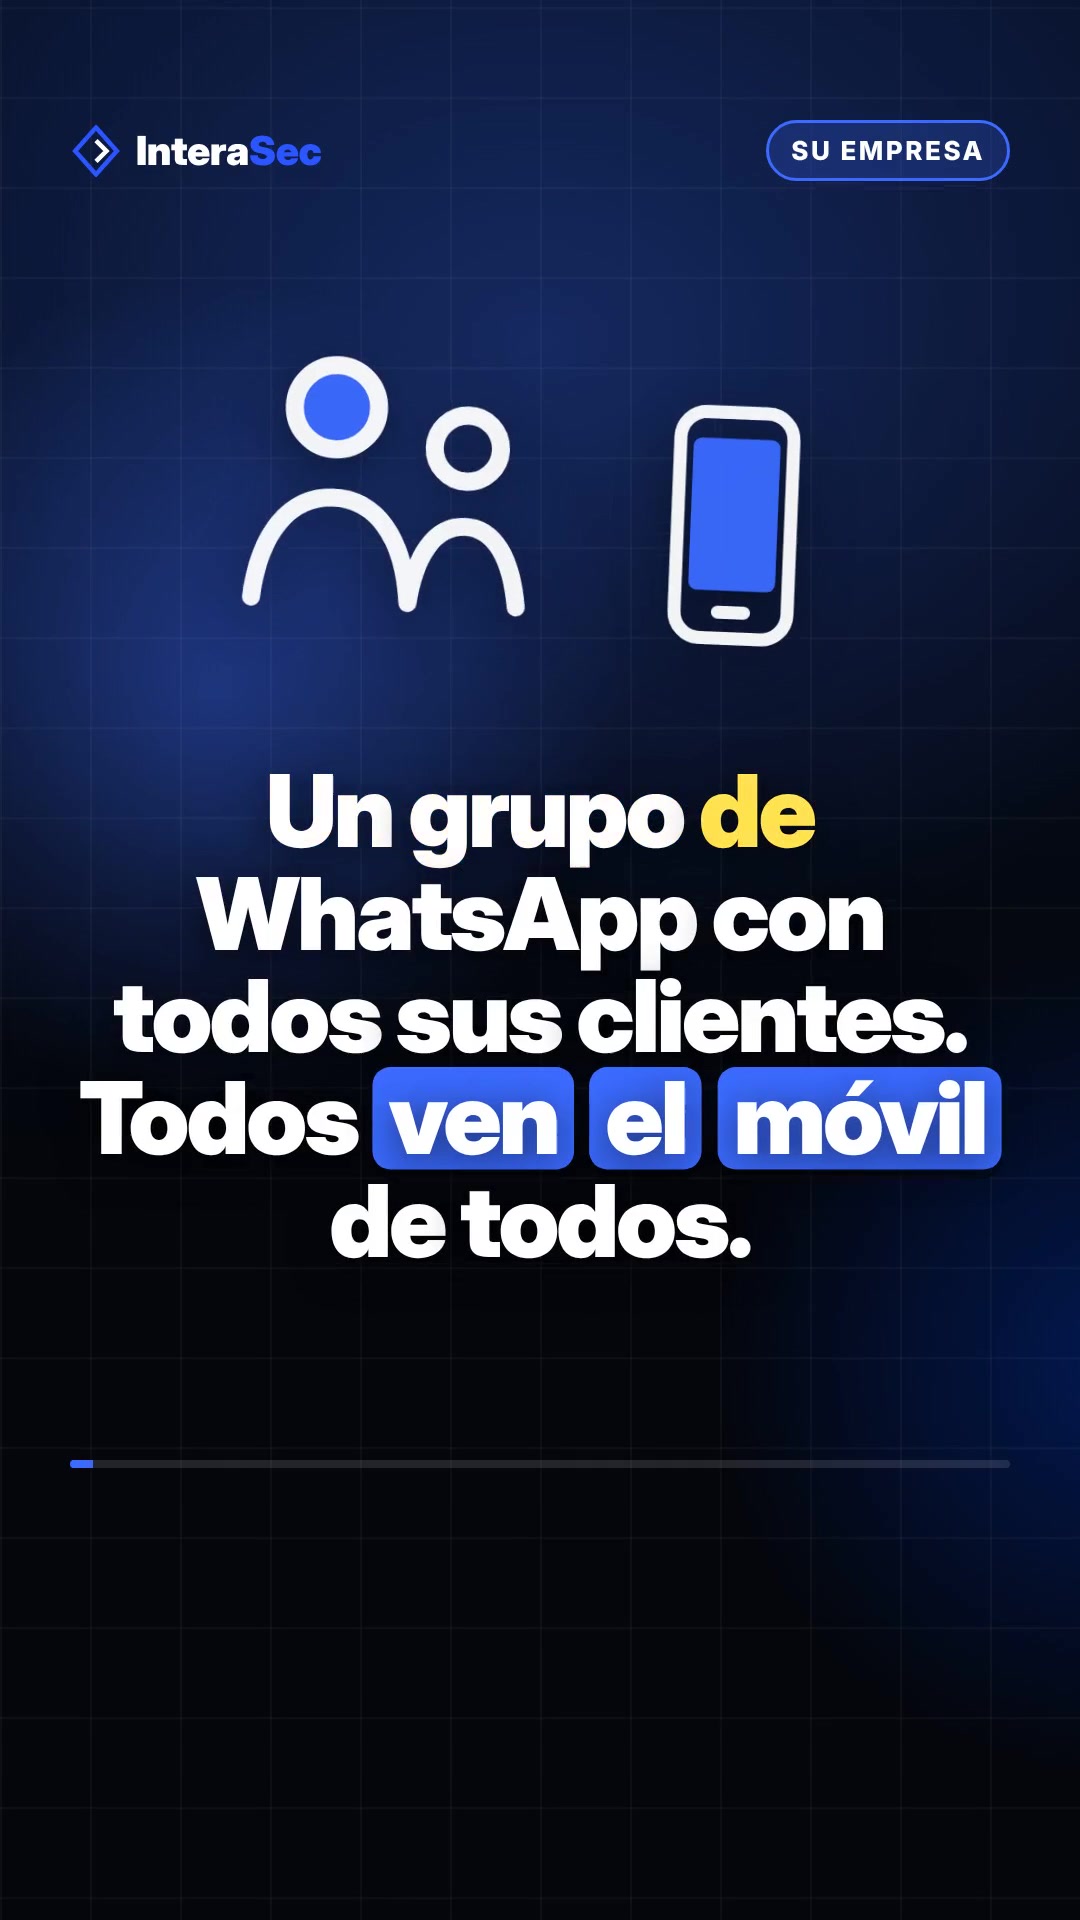 InteraSec
SU EMPRESA
Un grupo de
WhatsApp con
todos sus clientes.
Todos ven el móvil
de todos.